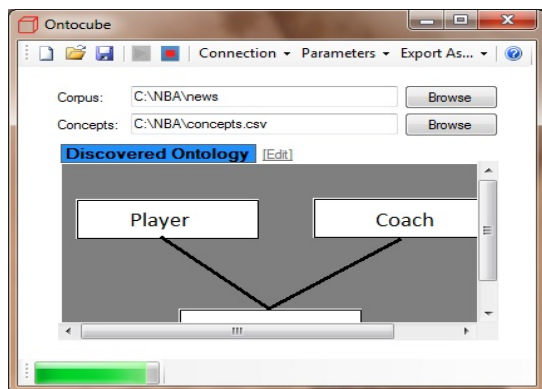 Ontocube
Connection Parameters Export As...
Corpus: C:\NBA\news Browse
Concepts: C:\NBA\concepts.csv Browse
Discovered Ontology [Edit]
Player Coach